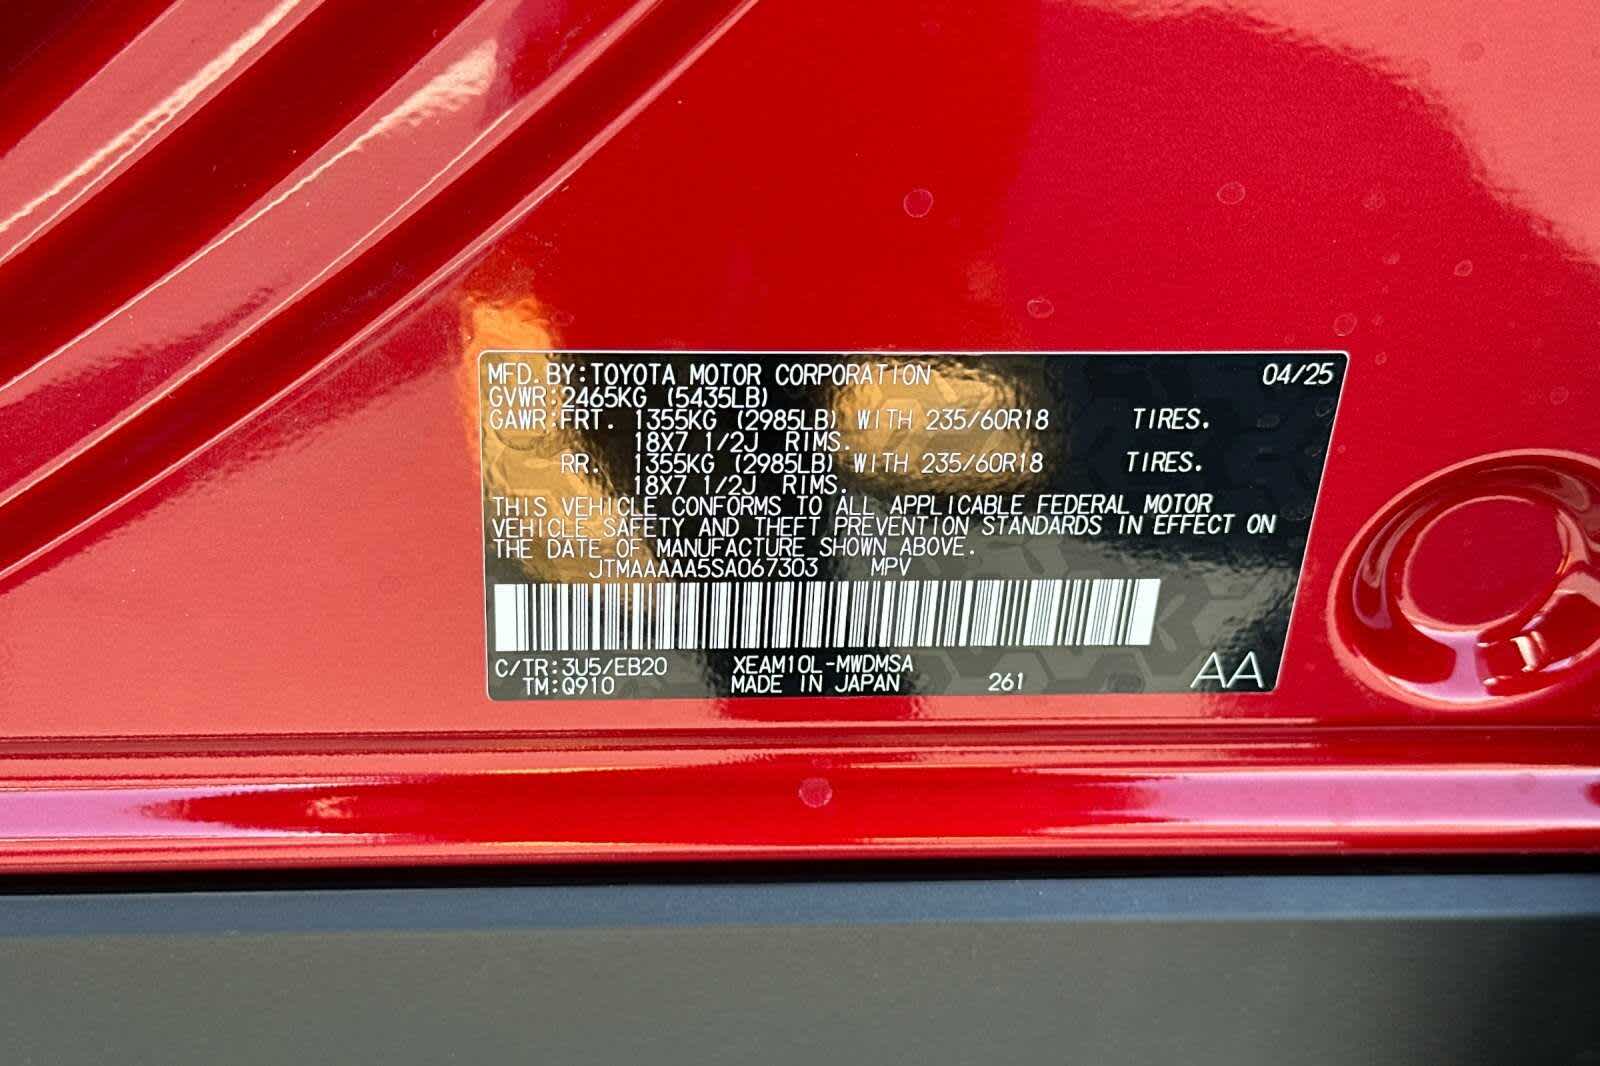 MFD.BY:TOYOTA MOTOR CORPORATION 04/25
GVWR:2465KG (5435LB)
GAWR:FRT. 1355KG (2985LB) WITH 235/60R18 TIRES.
18X7 1/2J RIMS.
RR. 1355KG (2985LB) WITH 235/60R18 TIRES.
18X7 1/2J RIMS.
THIS VEHICLE CONFORMS TO ALL APPLICABLE FEDERAL MOTOR
VEHICLE SAFETY AND THEFT PREVENTION STANDARDS IN EFFECT ON
THE DATE OF MANUFACTURE SHOWN ABOVE.
JTMAAAAA5SA067303 MPV
C/TR:3U5/EB20 XEAM10L-MWDMSA
TM:Q910 MADE IN JAPAN 261 AA